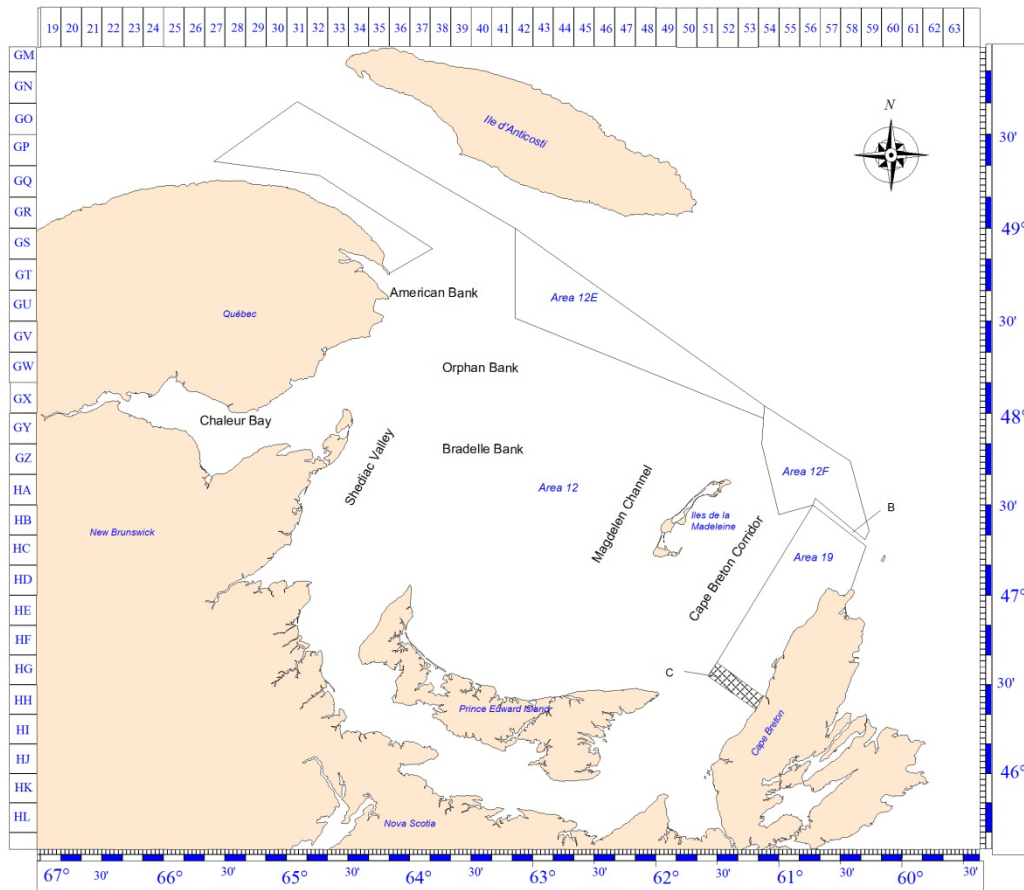 19 20 21 22 23 24 25 26 27 28 29 30 31 32 33 34 35 36 37 38 39 40 41 42 43 44 45 46 47 48 49 50 51 52 53 54 55 56 57 58 59 60 61 62 63
GM
GN
GO
GP
GQ
GR
GS
GT
GU
GV
GW
GX
GY
GZ
HA
HB
HC
HD
HE
HF
HG
HH
HI
HJ
HK
HL
Ile d'Anticosti
N
30'
49°
American Bank
Area 12E
Québec
30'
Orphan Bank
48°
Chaleur Bay
Shediac Valley
Bradelle Bank
Area 12
Magdelen Channel
Area 12F
Iles de la
Madeleine
B
30'
New Brunswick
Cape Breton Corridor
Area 19
47°
C
30'
Prince Edward Island
Cape Breton
46°
Nova Scotia
67° 30' 66° 30' 65° 30' 64° 30' 63° 30' 62° 30' 61° 30' 60° 30'